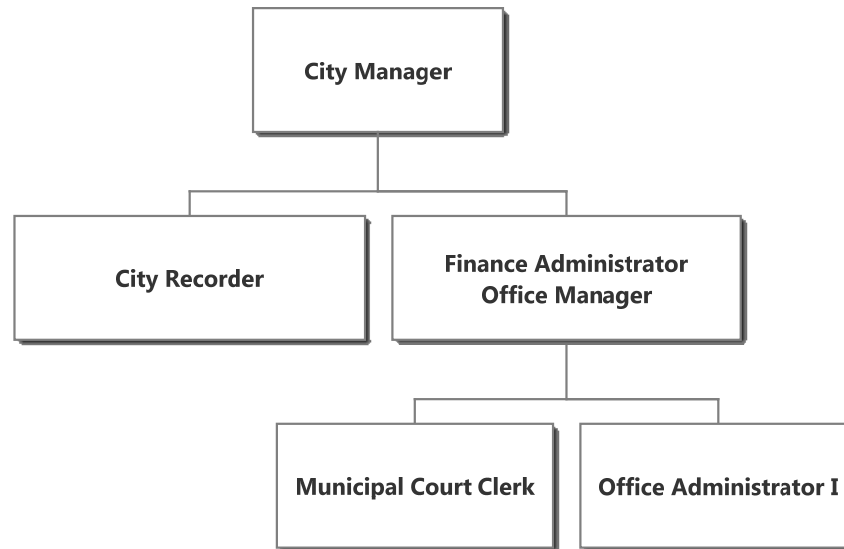 City Manager
City Recorder
Finance Administrator
Office Manager
Municipal Court Clerk
Office Administrator I